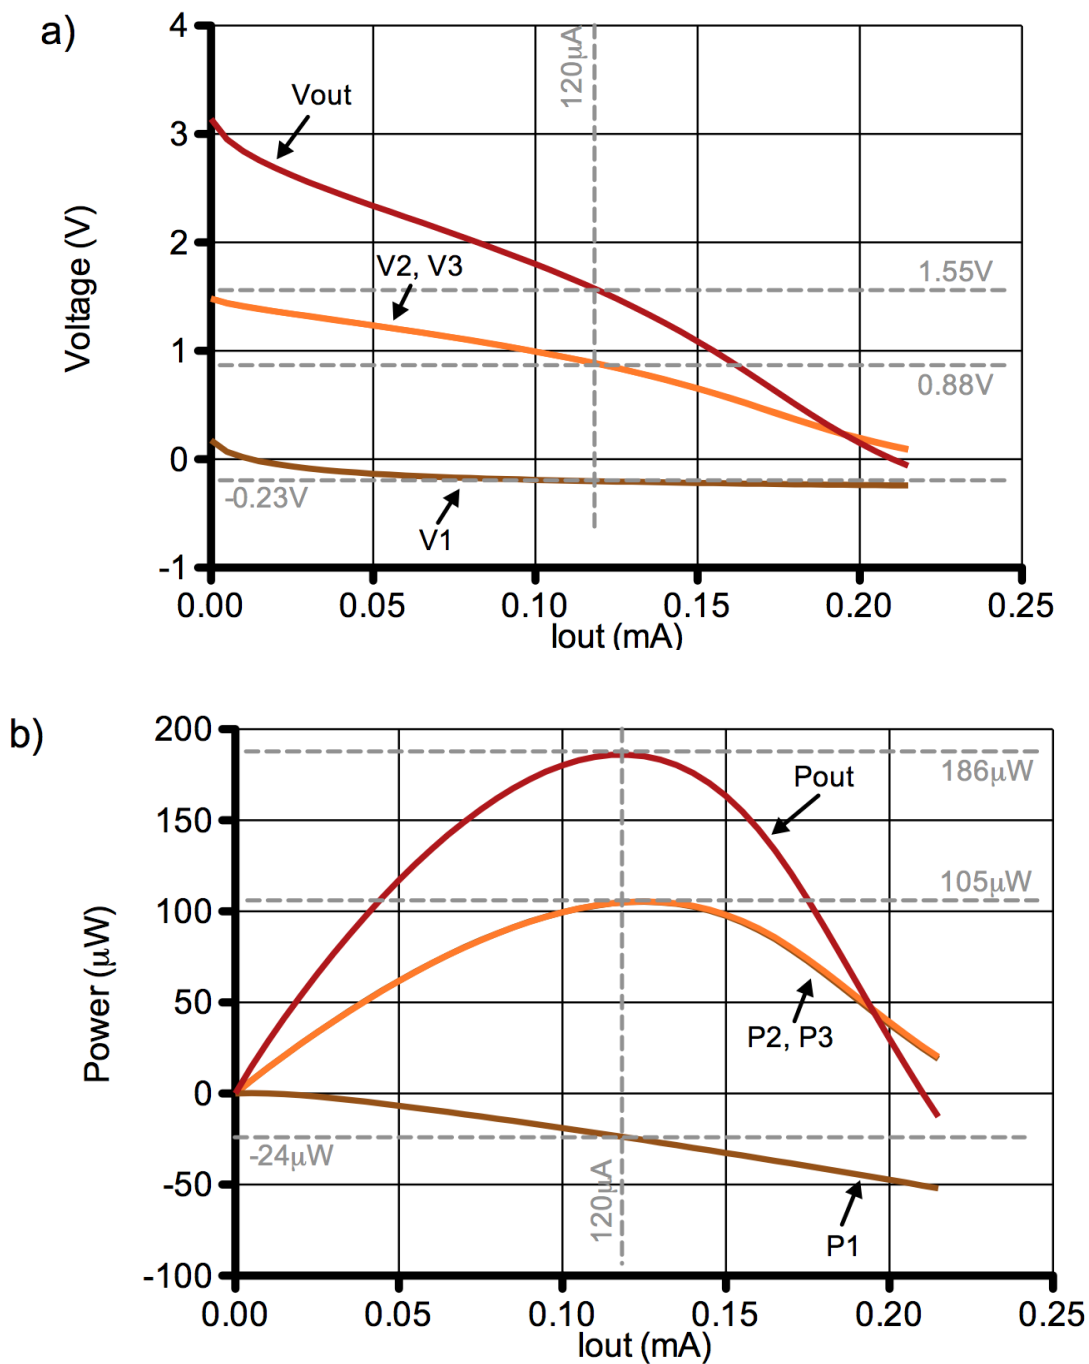 a)
4
3
2
1
0
-1
Voltage (V)
120μA
Vout
V2, V3
1.55V
0.88V
-0.23V
V1
0.00
0.05
0.10
0.15
0.20
0.25
Iout (mA)
b)
200
150
100
50
0
-50
-100
Power (μW)
186μW
Pout
105μW
P2, P3
-24μW
120μA
P1
0.00
0.05
0.10
0.15
0.20
0.25
Iout (mA)